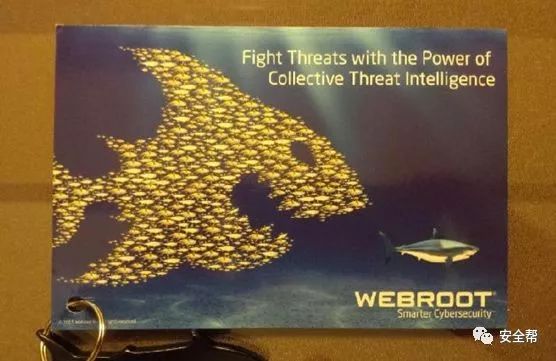 Fight Threats with the Power of
Collective Threat Intelligence
WEBROOT®
Smarter Cybersecurity
安全帮